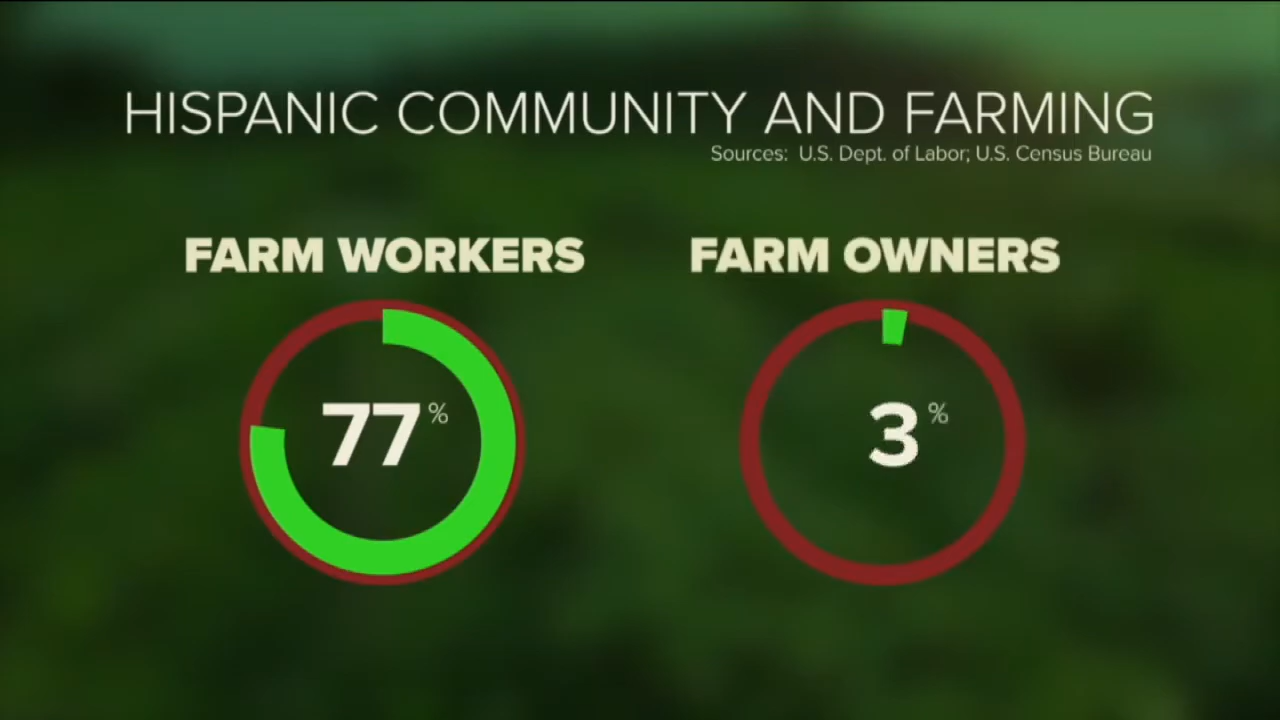 HISPANIC COMMUNITY AND FARMING
Sources: U.S. Dept. of Labor; U.S. Census Bureau
FARM WORKERS
77%
FARM OWNERS
3%